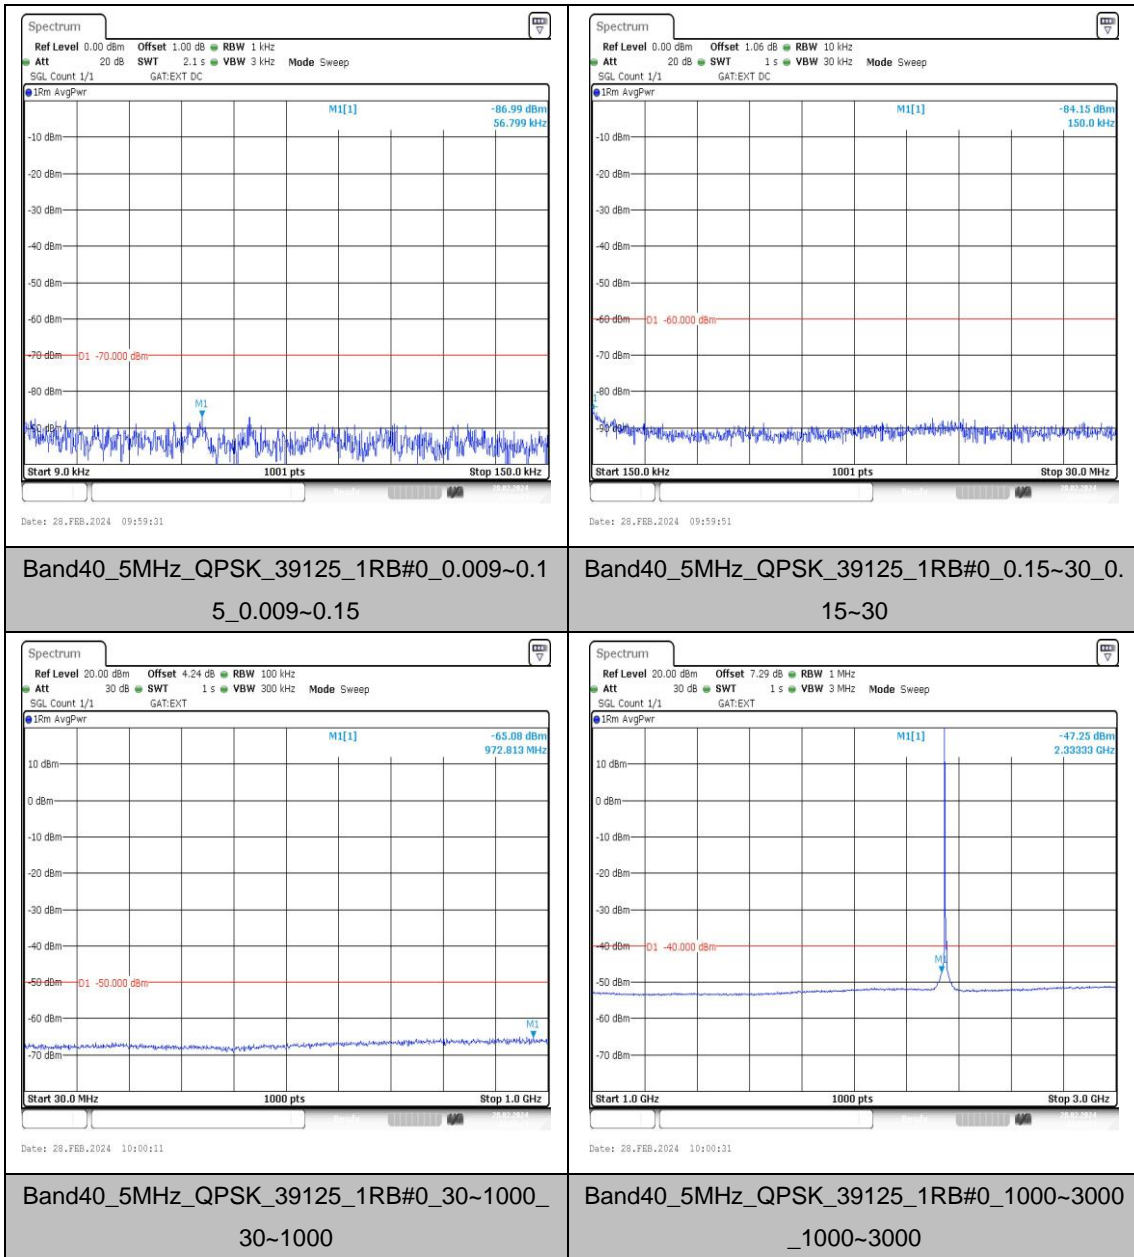 Spectrum
Ref Level 0.00 dBm Offset 1.00 dB RBW 1 kHz
Att 20 dB SWT 2.1 s VBW 3 kHz Mode Sweep
SGL Count 1/1 GAT:EXT DC
1Rm AvgPwr
M1[1] -86.99 dBm
56.799 kHz
-10 dBm
-20 dBm
-30 dBm
-40 dBm
-50 dBm
-60 dBm
-70 dBm D1 -70.000 dBm
-80 dBm
M1
-90 dBm
Start 9.0 kHz 1001 pts Stop 150.0 kHz
Date: 28.FEB.2024 09:59:31
Spectrum
Ref Level 0.00 dBm Offset 1.06 dB RBW 10 kHz
Att 20 dB SWT 1 s VBW 30 kHz Mode Sweep
SGL Count 1/1 GAT:EXT DC
1Rm AvgPwr
M1[1] -84.15 dBm
150.0 kHz
-10 dBm
-20 dBm
-30 dBm
-40 dBm
-50 dBm
-60 dBm D1 -60.000 dBm
-70 dBm
-80 dBm
-90 dBm
Start 150.0 kHz 1001 pts Stop 30.0 MHz
Date: 28.FEB.2024 09:59:51
Band40_5MHz_QPSK_39125_1RB#0_0.009~0.1
5_0.009~0.15
Band40_5MHz_QPSK_39125_1RB#0_0.15~30_0.
15~30
Spectrum
Ref Level 20.00 dBm Offset 4.24 dB RBW 100 kHz
Att 30 dB SWT 1 s VBW 300 kHz Mode Sweep
SGL Count 1/1 GAT:EXT
1Rm AvgPwr
M1[1] -65.08 dBm
972.813 MHz
10 dBm
0 dBm
-10 dBm
-20 dBm
-30 dBm
-40 dBm
-50 dBm D1 -50.000 dBm
-60 dBm
M1
-70 dBm
Start 30.0 MHz 1000 pts Stop 1.0 GHz
Date: 28.FEB.2024 10:00:11
Spectrum
Ref Level 20.00 dBm Offset 7.29 dB RBW 1 MHz
Att 30 dB SWT 1 s VBW 3 MHz Mode Sweep
SGL Count 1/1 GAT:EXT
1Rm AvgPwr
M1[1] -47.25 dBm
2.33333 GHz
10 dBm
0 dBm
-10 dBm
-20 dBm
-30 dBm
-40 dBm D1 -40.000 dBm
M1
-50 dBm
-60 dBm
-70 dBm
Start 1.0 GHz 1000 pts Stop 3.0 GHz
Date: 28.FEB.2024 10:00:31
Band40_5MHz_QPSK_39125_1RB#0_30~1000_
30~1000
Band40_5MHz_QPSK_39125_1RB#0_1000~3000
_1000~3000